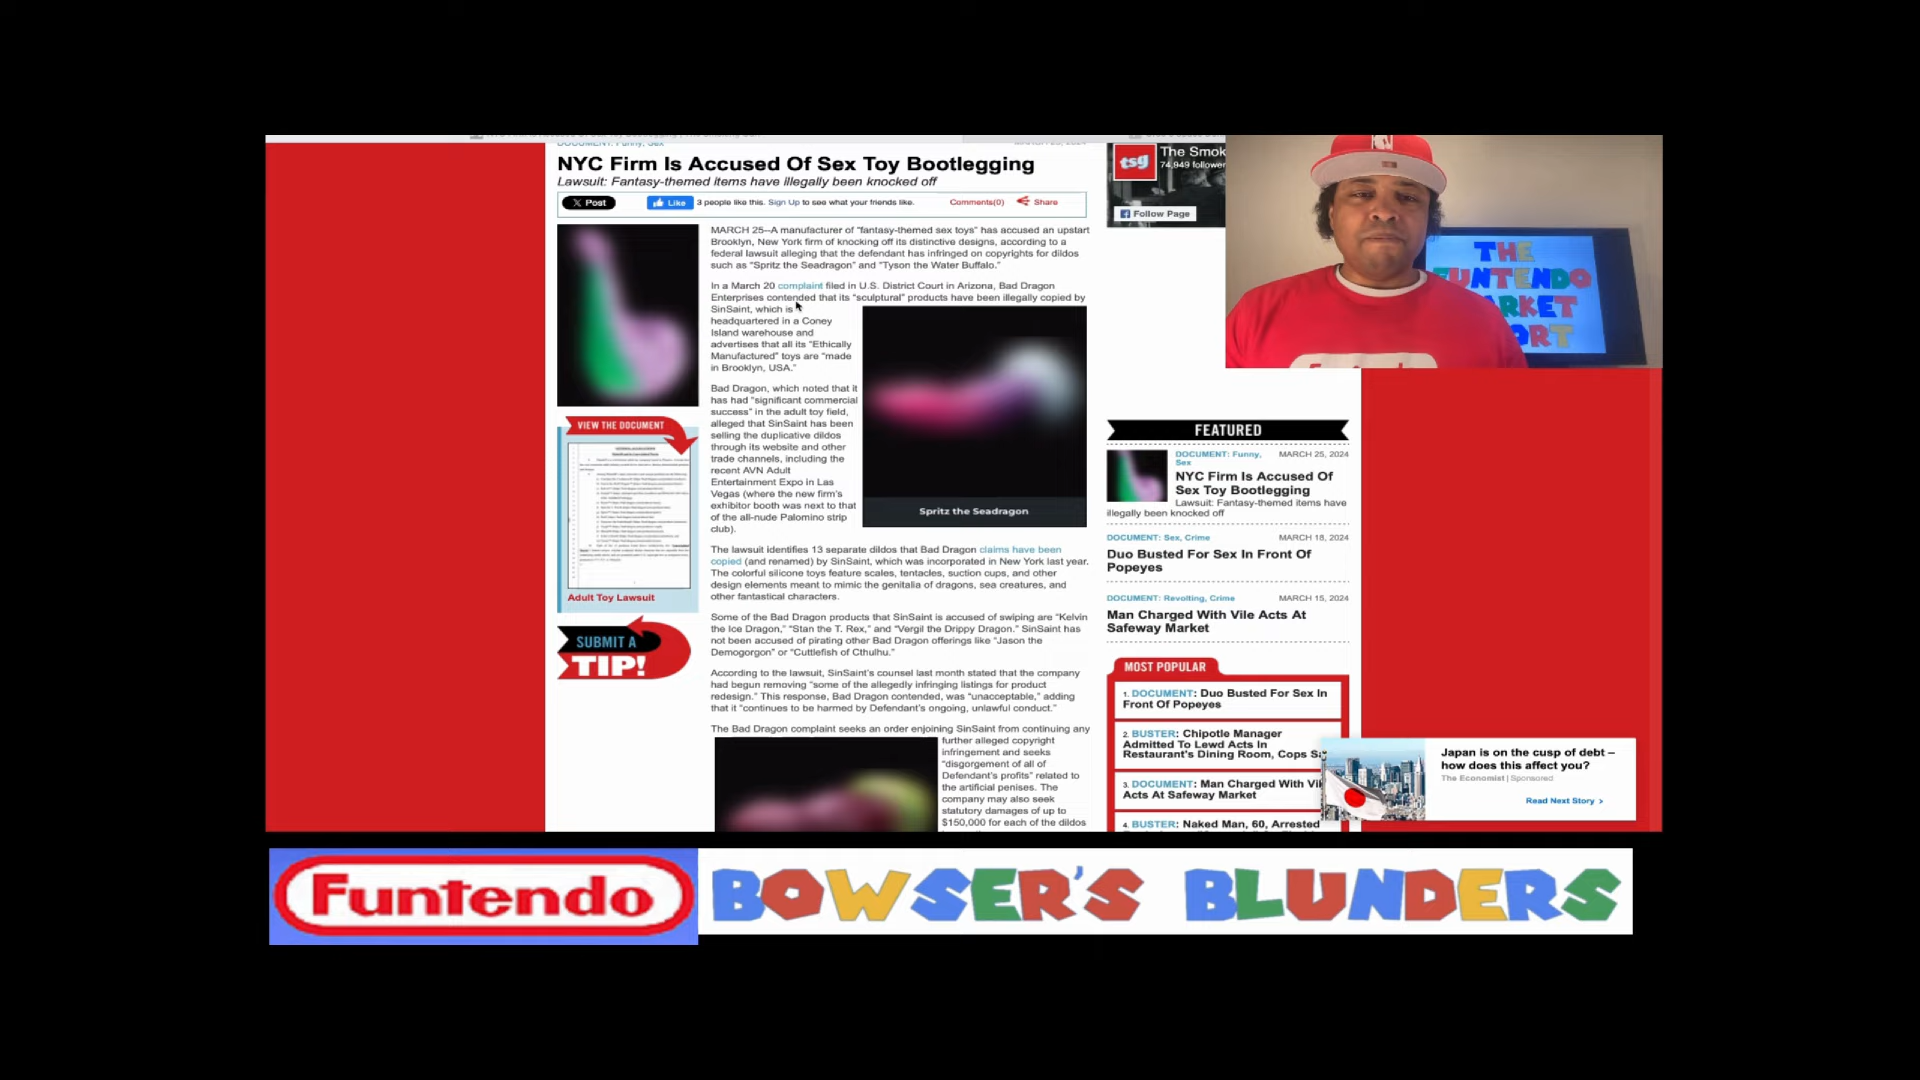 DOCUMENT: Funny, Sex
MARCH 25, 2024
NYC Firm Is Accused Of Sex Toy Bootlegging
Lawsuit: Fantasy-themed items have illegally been knocked off
X Post
Like
3 people like this. Sign Up to see what your friends like.
Comments(0)
Share
MARCH 25--A manufacturer of "fantasy-themed sex toys" has accused an upstart
Brooklyn, New York firm of knocking off its distinctive designs, according to a
federal lawsuit alleging that the defendant has infringed on copyrights for dildos
such as "Spritz the Seadragon" and "Tyson the Water Buffalo."
In a March 20 complaint filed in U.S. District Court in Arizona, Bad Dragon
Enterprises contended that its "sculptural" products have been illegally copied by
SinSaint, which is
headquartered in a Coney
Island warehouse and
advertises that all its "Ethically
Manufactured" toys are "made
in Brooklyn, USA."
Bad Dragon, which noted that it
has had "significant commercial
success" in the adult toy field,
alleged that SinSaint has been
selling the duplicative dildos
through its website and other
trade channels, including the
recent AVN Adult
Entertainment Expo in Las
Vegas (where the new firm's
exhibitor booth was next to that
of the all-nude Palomino strip
club).
Spritz the Seadragon
The lawsuit identifies 13 separate dildos that Bad Dragon claims have been
copied (and renamed) by SinSaint, which was incorporated in New York last year.
The colorful silicone toys feature scales, tentacles, suction cups, and other
design elements meant to mimic the genitalia of dragons, sea creatures, and
other fantastical characters.
Some of the Bad Dragon products that SinSaint is accused of swiping are "Kelvin
the Ice Dragon," "Stan the T. Rex," and "Vergil the Drippy Dragon." SinSaint has
not been accused of pirating other Bad Dragon offerings like "Jason the
Demogorgon" or "Cuttlefish of Cthulhu."
According to the lawsuit, SinSaint's counsel last month stated that the company
had begun removing "some of the allegedly infringing listings for product
redesign." This response, Bad Dragon contended, was "unacceptable," adding
that it "continues to be harmed by Defendant's ongoing, unlawful conduct."
The Bad Dragon complaint seeks an order enjoining SinSaint from continuing any
further alleged copyright
infringement and seeks
"disgorgement of all of
Defendant's profits" related to
the artificial penises. The
company may also seek
statutory damages of up to
$150,000 for each of the dildos
VIEW THE DOCUMENT
Adult Toy Lawsuit
SUBMIT A
TIP!
tsg
The Smok
74,949 follower
Follow Page
THE
FUNTENDO
MARKET
FEATURED
DOCUMENT: Funny,
Sex
MARCH 25, 2024
NYC Firm Is Accused Of
Sex Toy Bootlegging
Lawsuit: Fantasy-themed items have
illegally been knocked off
DOCUMENT: Sex, Crime
MARCH 18, 2024
Duo Busted For Sex In Front Of
Popeyes
DOCUMENT: Revolting, Crime
MARCH 15, 2024
Man Charged With Vile Acts At
Safeway Market
MOST POPULAR
1. DOCUMENT: Duo Busted For Sex In
Front Of Popeyes
2. BUSTER: Chipotle Manager
Admitted To Lewd Acts In
Restaurant's Dining Room, Cops Sa
3. DOCUMENT: Man Charged With Vil
Acts At Safeway Market
4. BUSTER: Naked Man, 60, Arrested
Japan is on the cusp of debt –
how does this affect you?
The Economist | Sponsored
Read Next Story >
Funtendo
BOWSER'S BLUNDERS